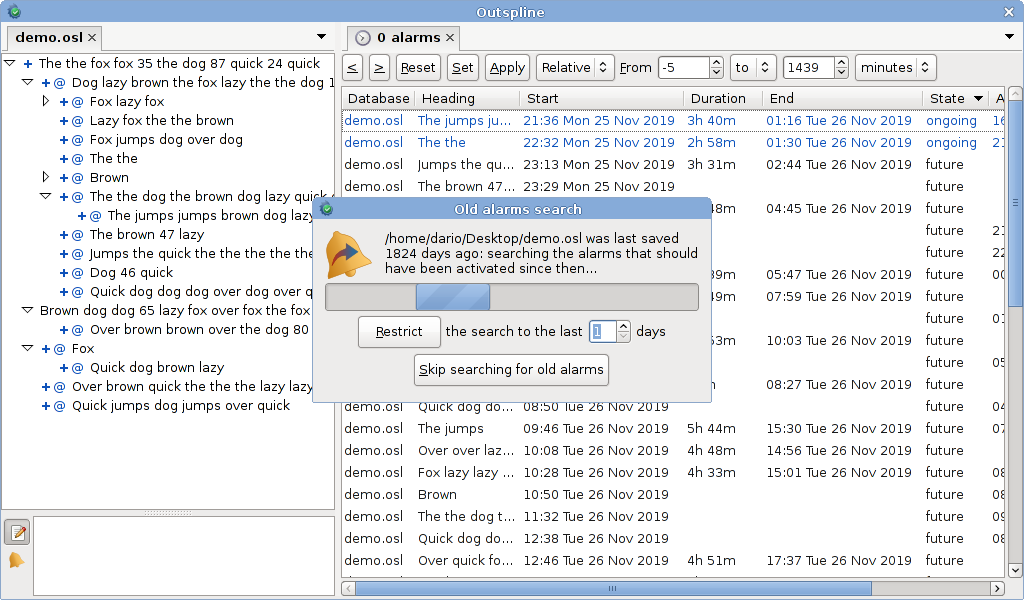 Outspline
demo.osl
0 alarms
The the fox fox 35 the dog 87 quick 24 quick
Dog lazy brown the fox lazy the the dog 1
Fox lazy fox
Lazy fox the the brown
Fox jumps dog over dog
The the
Brown
The the dog the brown dog lazy quick
The jumps jumps brown dog lazy
The brown 47 lazy
Jumps the quick the the the the the
Dog 46 quick
Quick dog dog dog over dog over q
Brown dog dog 65 lazy fox over fox the fox
Over brown brown over the dog 80
Fox
Quick dog brown lazy
Over brown quick the the the lazy lazy
Quick jumps dog jumps over quick
< > Reset Set Apply Relative From -5 to 1439 minutes
Database Heading Start Duration End State A
demo.osl The jumps ju... 21:36 Mon 25 Nov 2019 3h 40m 01:16 Tue 26 Nov 2019 ongoing 16
demo.osl The the 22:32 Mon 25 Nov 2019 2h 58m 01:30 Tue 26 Nov 2019 ongoing 21
demo.osl Jumps the qu... 23:13 Mon 25 Nov 2019 3h 31m 02:44 Tue 26 Nov 2019 future
demo.osl The brown 47... 23:29 Mon 25 Nov 2019 future
48m 04:45 Tue 26 Nov 2019 future
future 21
future 22
39m 05:47 Tue 26 Nov 2019 future 00
49m 07:59 Tue 26 Nov 2019 future
future 01
53m 10:03 Tue 26 Nov 2019 future
future 05
08:27 Tue 26 Nov 2019 future
demo.osl Quick dog do... 08:50 Tue 26 Nov 2019 future 04
demo.osl The jumps 09:46 Tue 26 Nov 2019 5h 44m 15:30 Tue 26 Nov 2019 future 07
demo.osl Over over laz... 10:08 Tue 26 Nov 2019 4h 48m 14:56 Tue 26 Nov 2019 future
demo.osl Fox lazy lazy ... 10:28 Tue 26 Nov 2019 4h 33m 15:01 Tue 26 Nov 2019 future 08
demo.osl Brown 10:50 Tue 26 Nov 2019 future 08
demo.osl The the dog t... 11:32 Tue 26 Nov 2019 future 09
demo.osl Quick dog do... 12:38 Tue 26 Nov 2019 future 08
demo.osl Over quick fo... 12:46 Tue 26 Nov 2019 4h 51m 17:37 Tue 26 Nov 2019 future
Old alarms search
/home/dario/Desktop/demo.osl was last saved
1824 days ago: searching the alarms that should
have been activated since then...
Restrict the search to the last 1 days
Skip searching for old alarms